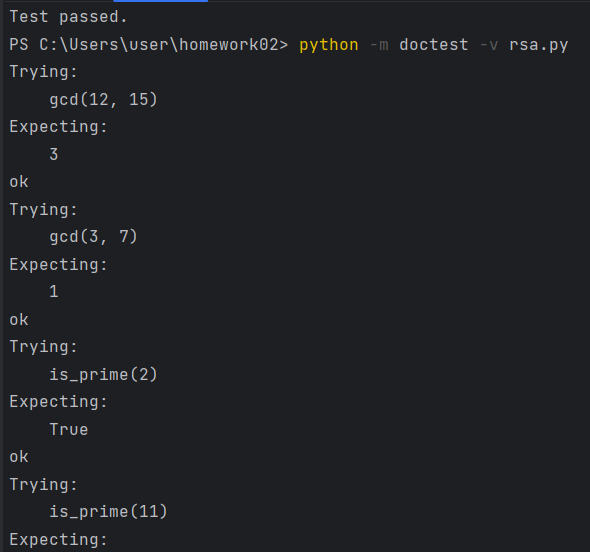 Test passed.
PS C:\Users\user\homework02> python -m doctest -v rsa.py
Trying:
    gcd(12, 15)
Expecting:
    3
ok
Trying:
    gcd(3, 7)
Expecting:
    1
ok
Trying:
    is_prime(2)
Expecting:
    True
ok
Trying:
    is_prime(11)
Expecting: